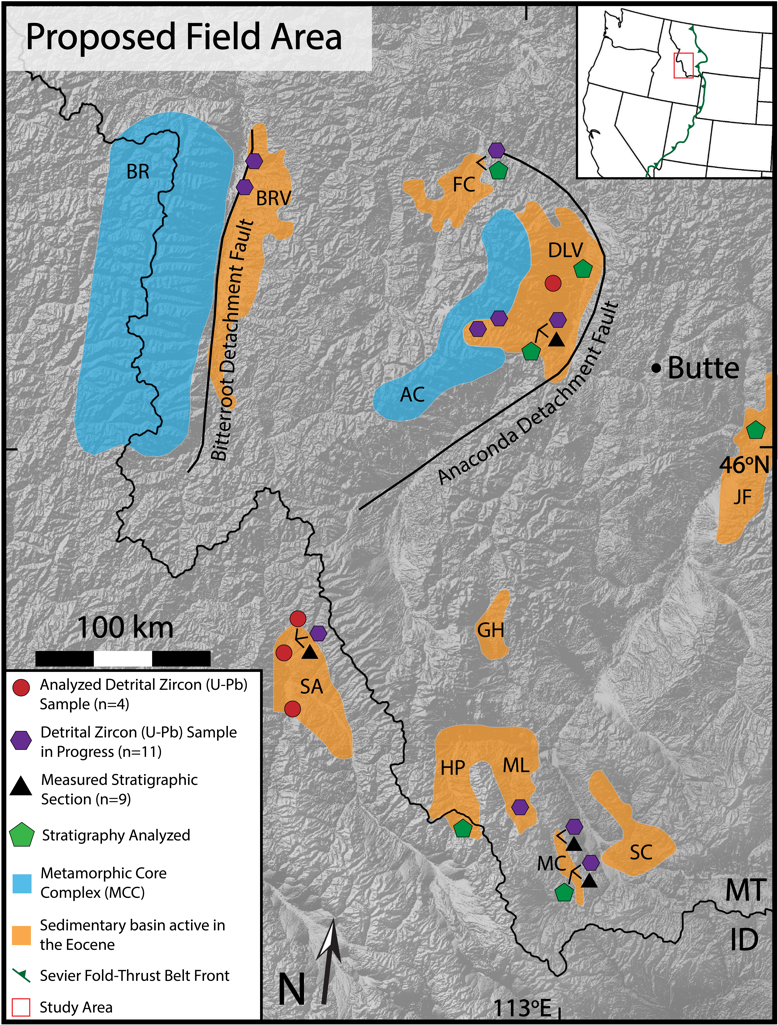 Proposed Field Area
BR
BRV
Bitterroot Detachment Fault
FC
DLV
AC
Anaconda Detachment Fault
Butte
46ºN
JF
100 km
GH
SA
HP
ML
MC
SC
MT
ID
N
113ºE
Analyzed Detrital Zircon (U-Pb)
Sample (n=4)
Detrital Zircon (U-Pb) Sample
in Progress (n=11)
Measured Stratigraphic
Section (n=9)
Stratigraphy Analyzed
Metamorphic Core
Complex (MCC)
Sedimentary basin active in
the Eocene
Sevier Fold-Thrust Belt Front
Study Area